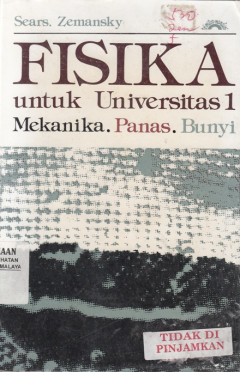 Sears, Zemansky
FISIKA
untuk Universitas 1
Mekanika. Panas. Bunyi
TIDAK DI
PINJAMKAN